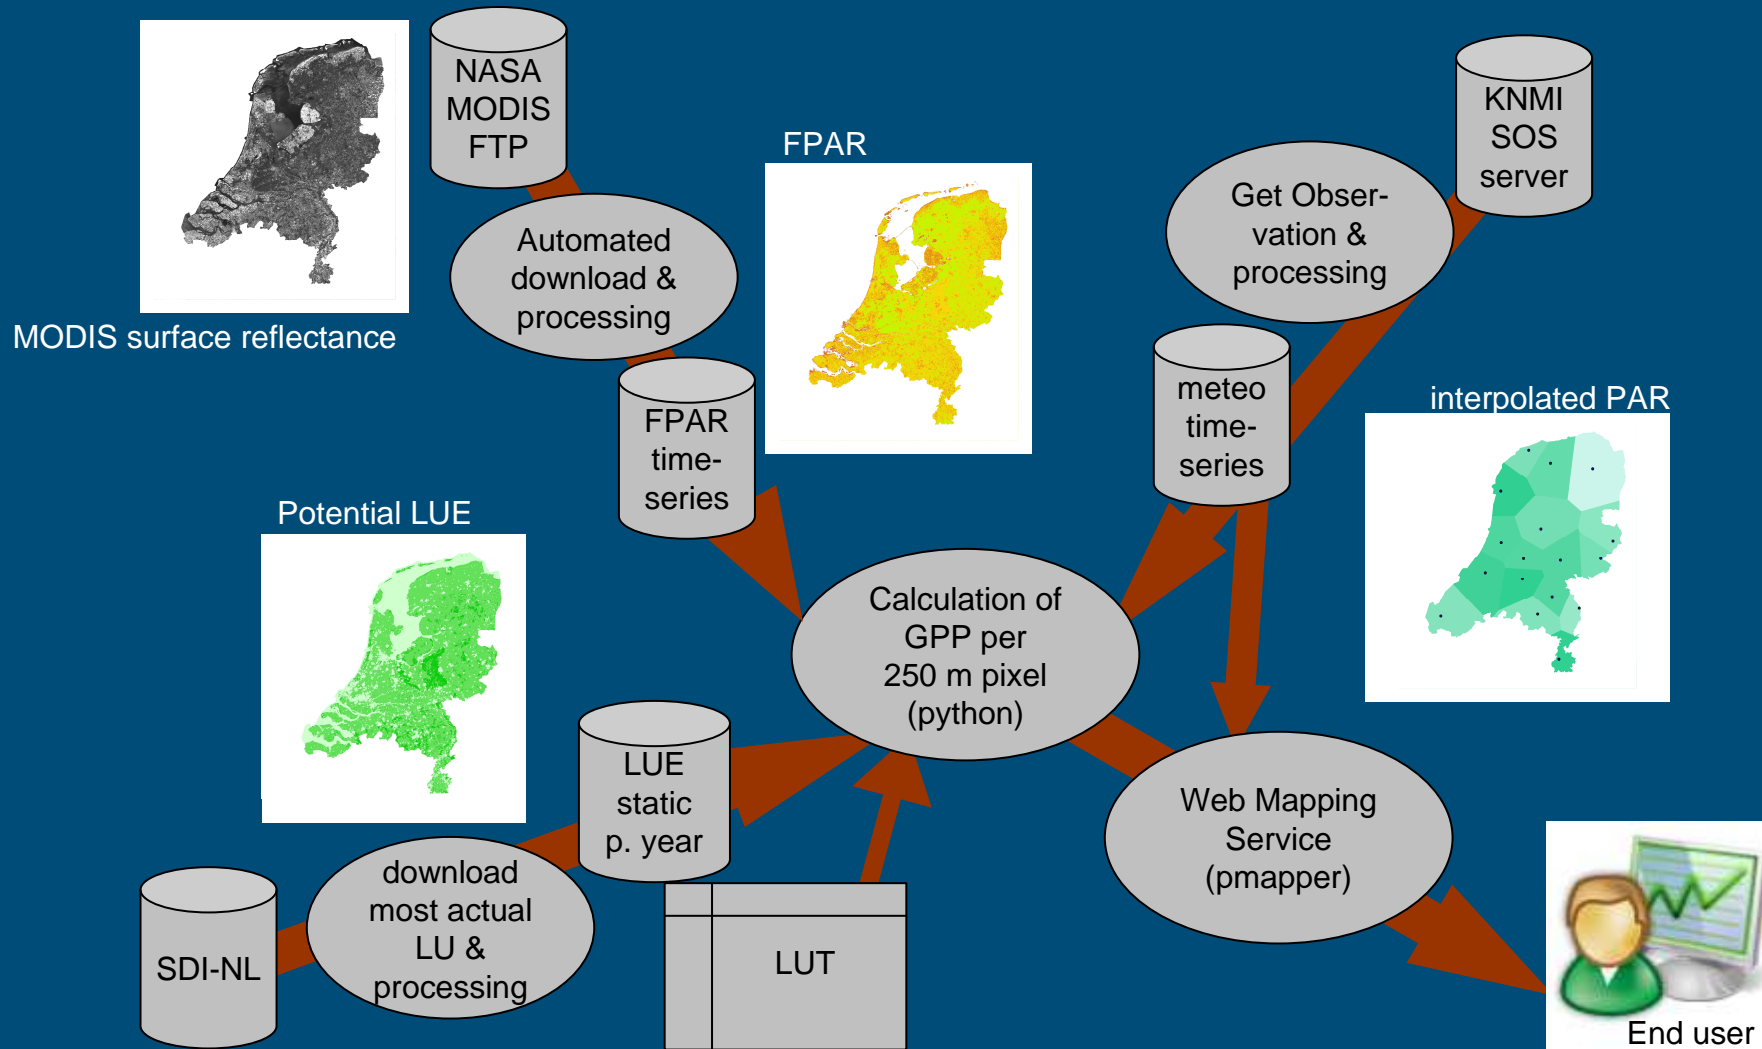 NASA
MODIS
FTP
KNMI
SOS
server
FPAR
Get Obser-
vation &
processing
Automated
download &
processing
MODIS surface reflectance
meteo
time-
series
interpolated PAR
FPAR
time-
series
Potential LUE
Calculation of
GPP per
250 m pixel
(python)
LUE
static
p. year
Web Mapping
Service
(pmapper)
download
most actual
LU &
processing
SDI-NL
LUT
End user